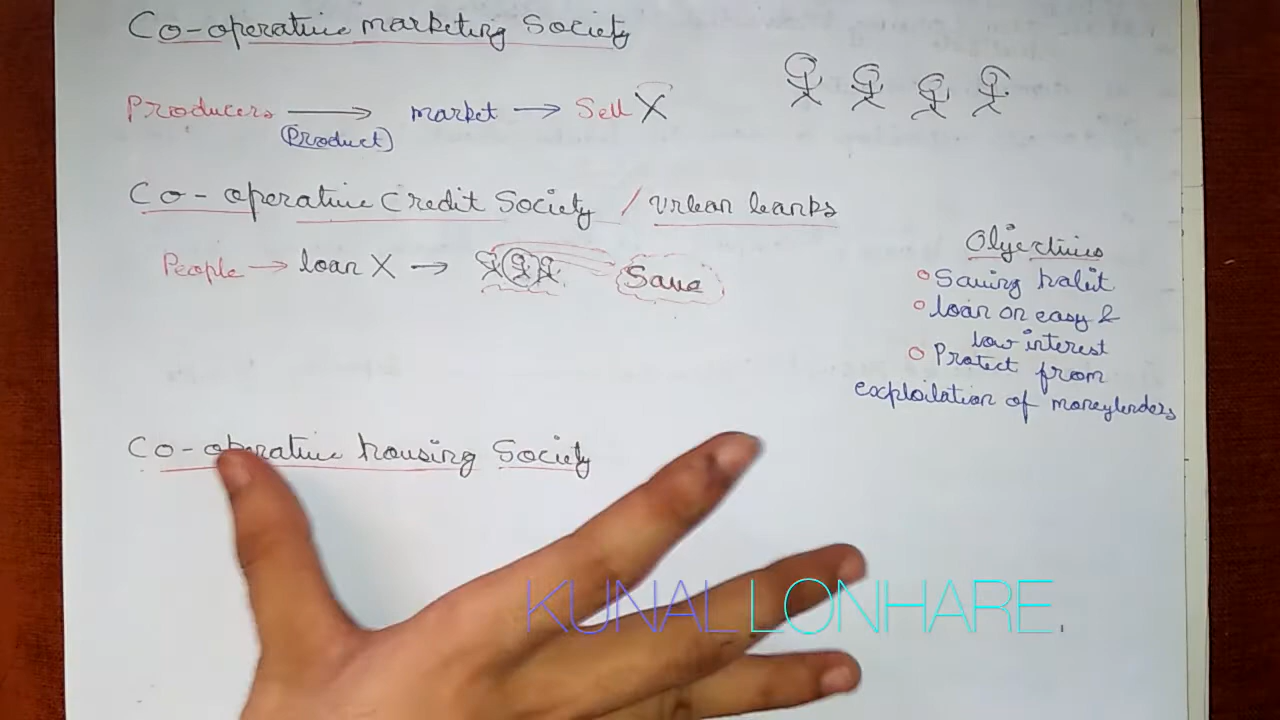 Co-operative marketing Society
Producers → market → Sell X
(Product)
Co-operative Credit Society / Urban banks
People → loan X → Save
Objectives
Saving habit
loan on easy &
low interest
Protect from
exploitation of moneylenders
Co-operative housing Society
KUNAL LONHARE.